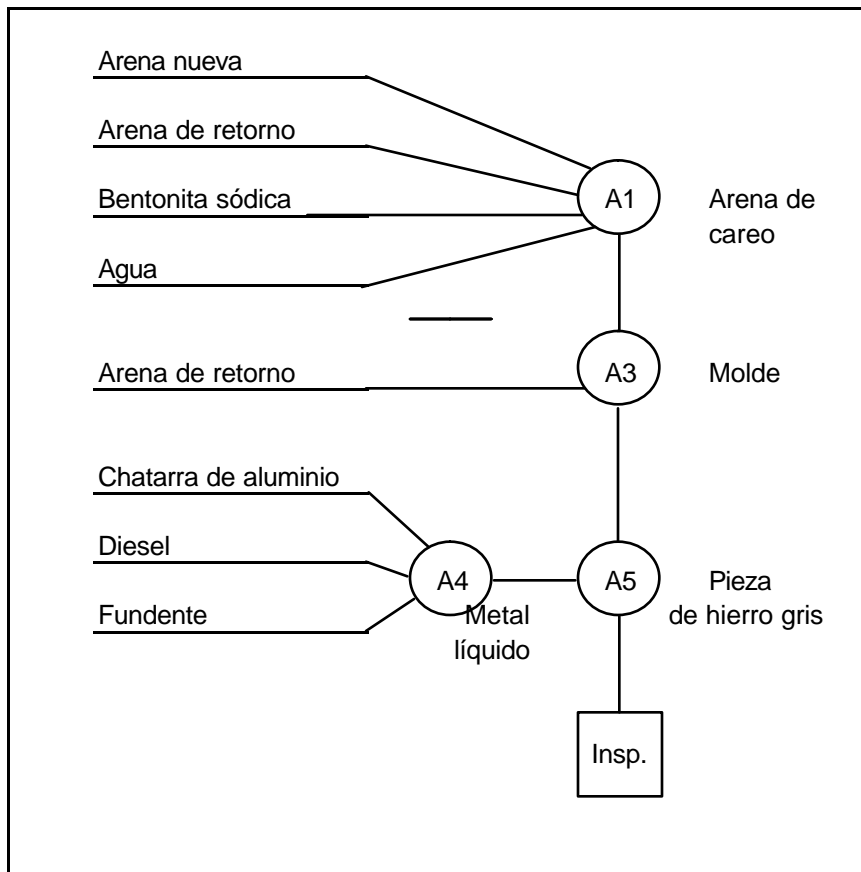 Arena nueva
Arena de retorno
Bentonita sódica
Agua
A1
Arena de
careo
Arena de retorno
A3
Molde
Chatarra de aluminio
Diesel
Fundente
A4
Metal
líquido
A5
Pieza
de hierro gris
Insp.